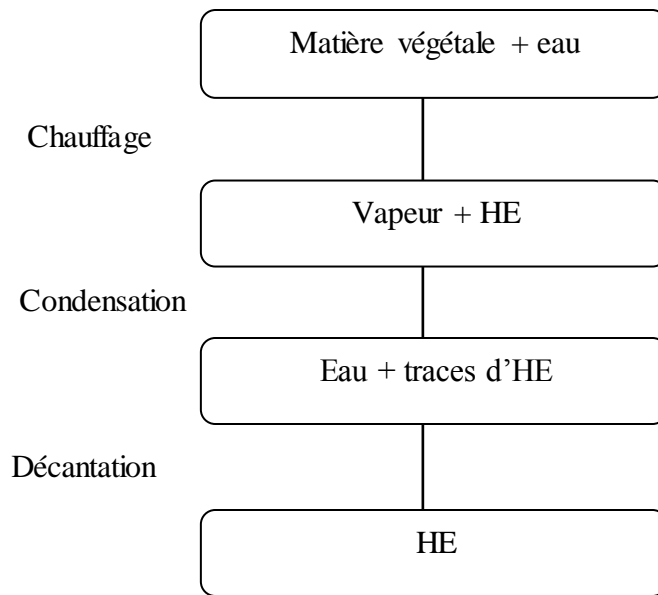 Matière végétale + eau
Chauffage
Vapeur + HE
Condensation
Eau + traces d’HE
Décantation
HE